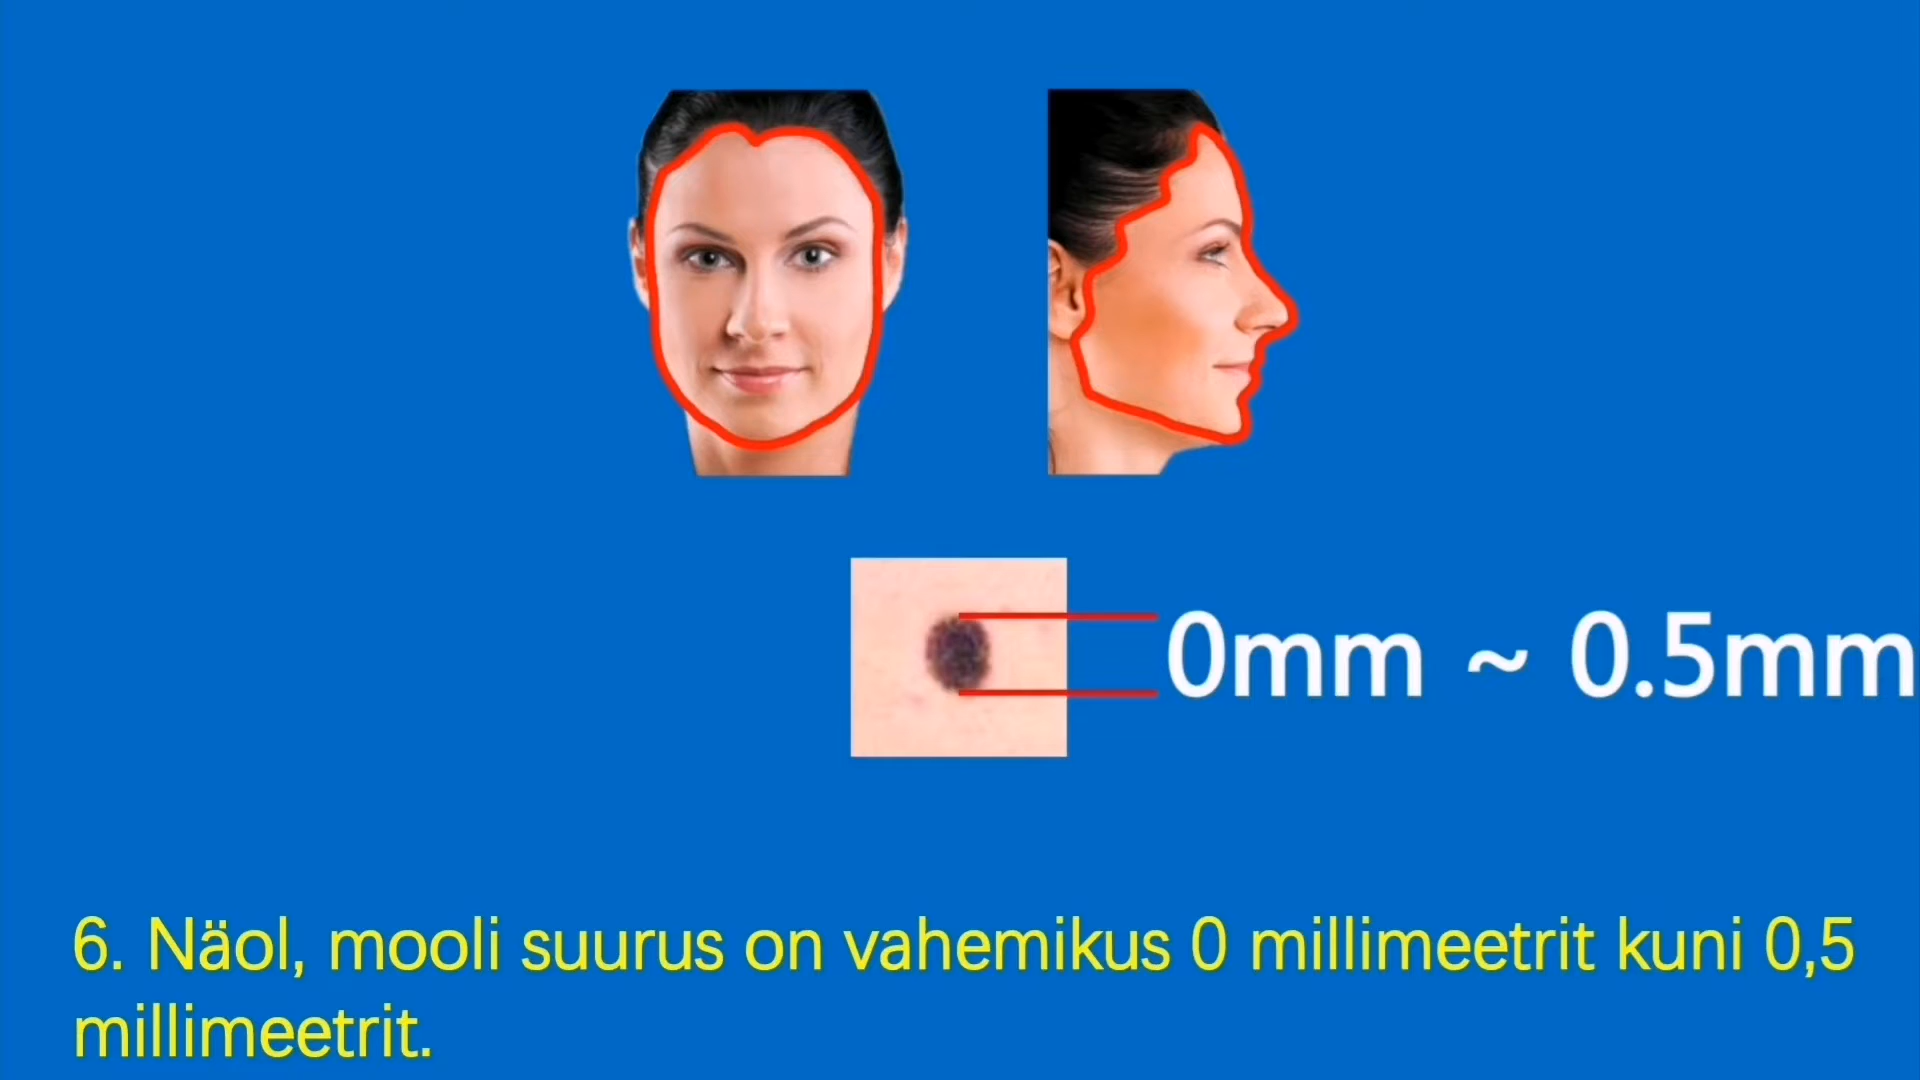 0mm ~ 0.5mm
6. Näol, mooli suurus on vahemikus 0 millimeetrit kuni 0,5
millimeetrit.